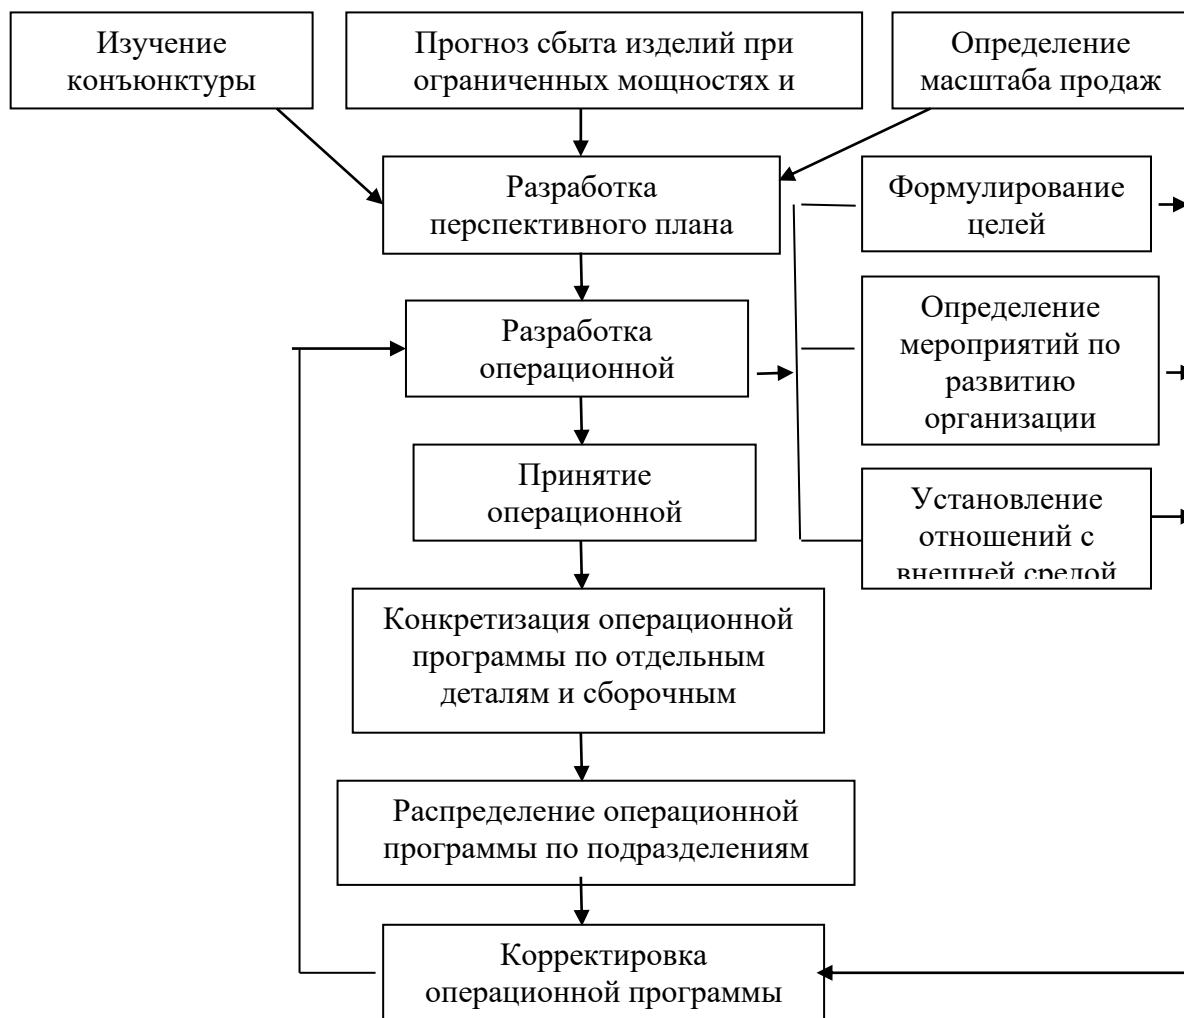 Изучение
конъюнктуры
Прогноз сбыта изделий при
ограниченных мощностях и
Определение
масштаба продаж
Разработка
перспективного плана
Формулирование
целей
Разработка
операционной
Определение
мероприятий по
развитию
организации
Принятие
операционной
Установление
отношений с
внешней средой
Конкретизация операционной
программы по отдельным
деталям и сборочным
Распределение операционной
программы по подразделениям
Корректировка
операционной программы